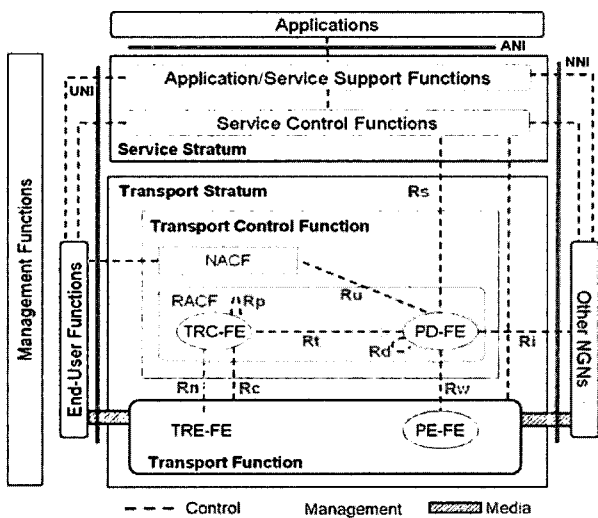 Applications
ANI
NNI
UNI
Application/Service Support Functions
Service Control Functions
Service Stratum
Transport Stratum
Rs
Transport Control Function
NACF
Ru
RACF
Rp
TRC-FE
Rt
PD-FE
Rd
Ri
Rn
Rc
Rw
TRE-FE
PE-FE
Transport Function
Management Functions
End-User Functions
Other NGNs
Control
Management
Media